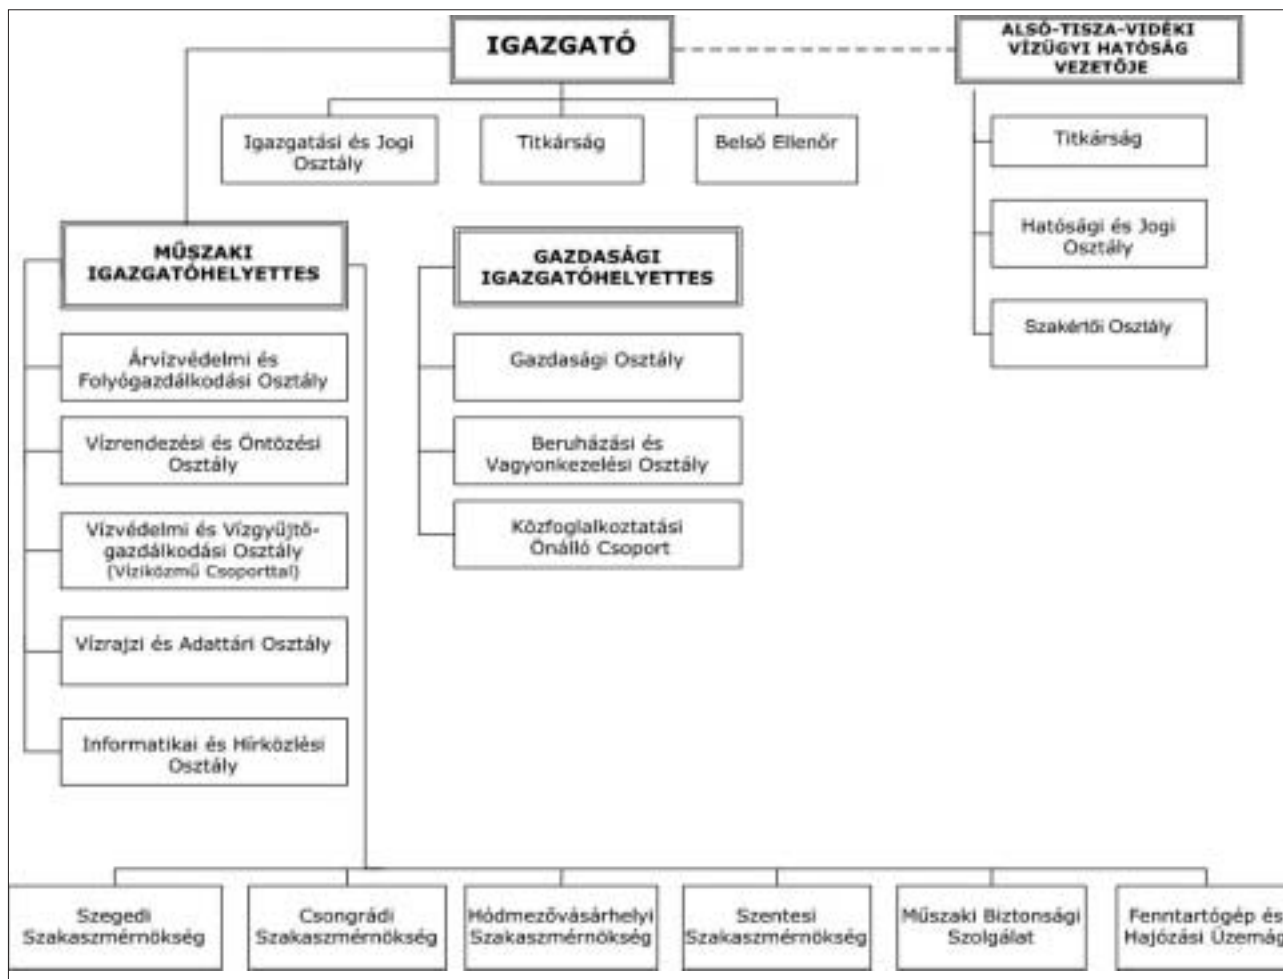 IGAZGATÓ
ALSÓ-TISZA-VIDÉKI
VÍZÜGYI HATÓSÁG
VEZETŐJE
Igazgatási és Jogi
Osztály
Titkárság
Belső Ellenőr
Titkárság
Hatósági és Jogi
Osztály
Szakértői Osztály
MŰSZAKI
IGAZGATÓHELYETTES
GAZDASÁGI
IGAZGATÓHELYETTES
Árvízvédelmi és
Folyógazdálkodási Osztály
Vízrendezési és Öntözési
Osztály
Vízvédelmi és Vízgyűjtő-
gazdálkodási Osztály
(Viziközmű Csoporttal)
Vízrajzi és Adattári Osztály
Informatikai és Hírközlési
Osztály
Gazdasági Osztály
Beruházási és
Vagyonkezelési Osztály
Közfoglalkoztatási
Önálló Csoport
Szegedi
Szakaszmérnökség
Csongrádi
Szakaszmérnökség
Hódmezővásárhelyi
Szakaszmérnökség
Szentesi
Szakaszmérnökség
Műszaki Biztonsági
Szolgálat
Fenntartógép és
Hajózási Üzemág